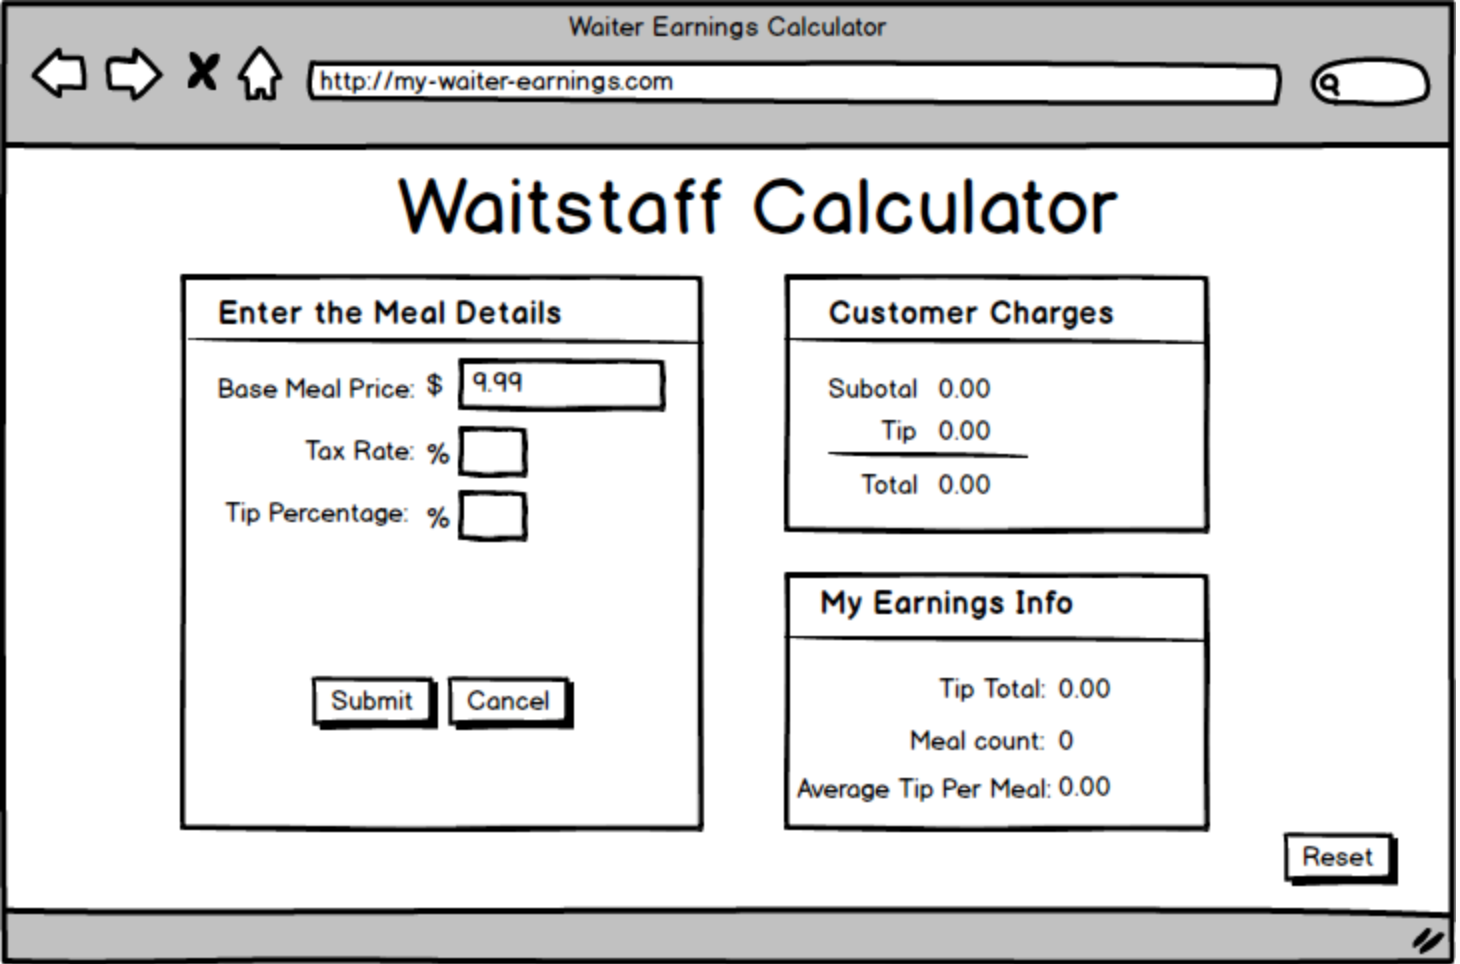 Waiter Earnings Calculator
http://my-waiter-earnings.com
Waitstaff Calculator
Enter the Meal Details
Base Meal Price: $ 9.99
Tax Rate: %
Tip Percentage: %
Submit Cancel
Customer Charges
Subotal 0.00
Tip 0.00
Total 0.00
My Earnings Info
Tip Total: 0.00
Meal count: 0
Average Tip Per Meal: 0.00
Reset